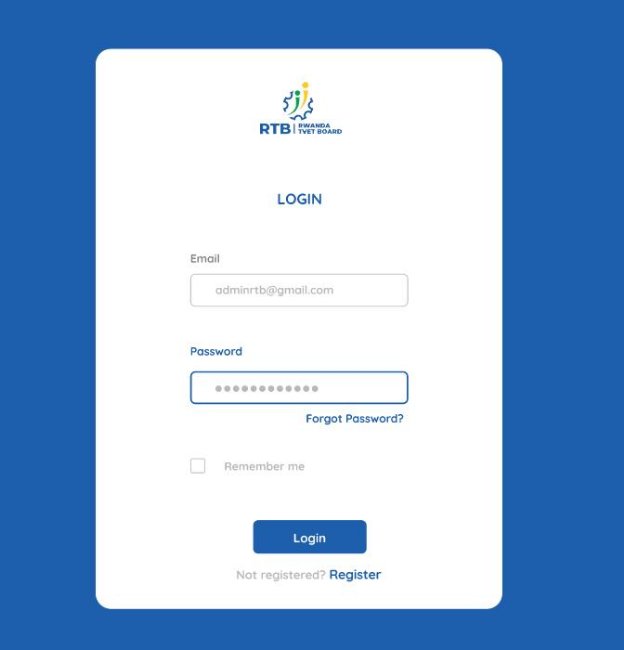 RTB RWANDA
TVET BOARD
LOGIN
Email
adminrtb@gmail.com
Password
Forgot Password?
Remember me
Login
Not registered? Register